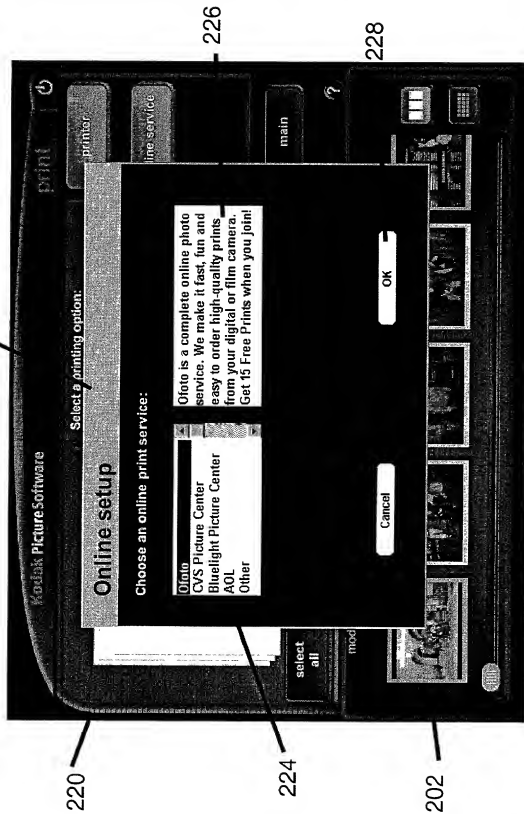 Kodak PictureSoftware
print
Select a printing option:
printer
line service
Online setup
Choose an online print service:
Ofoto
CVS Picture Center
Bluelight Picture Center
AOL
Other
Ofoto is a complete online photo
service. We make it fast, fun and
easy to order high-quality prints
from your digital or film camera.
Get 15 Free Prints when you join!
Cancel
OK
select
all
main
?
mod
220
224
202
226
228